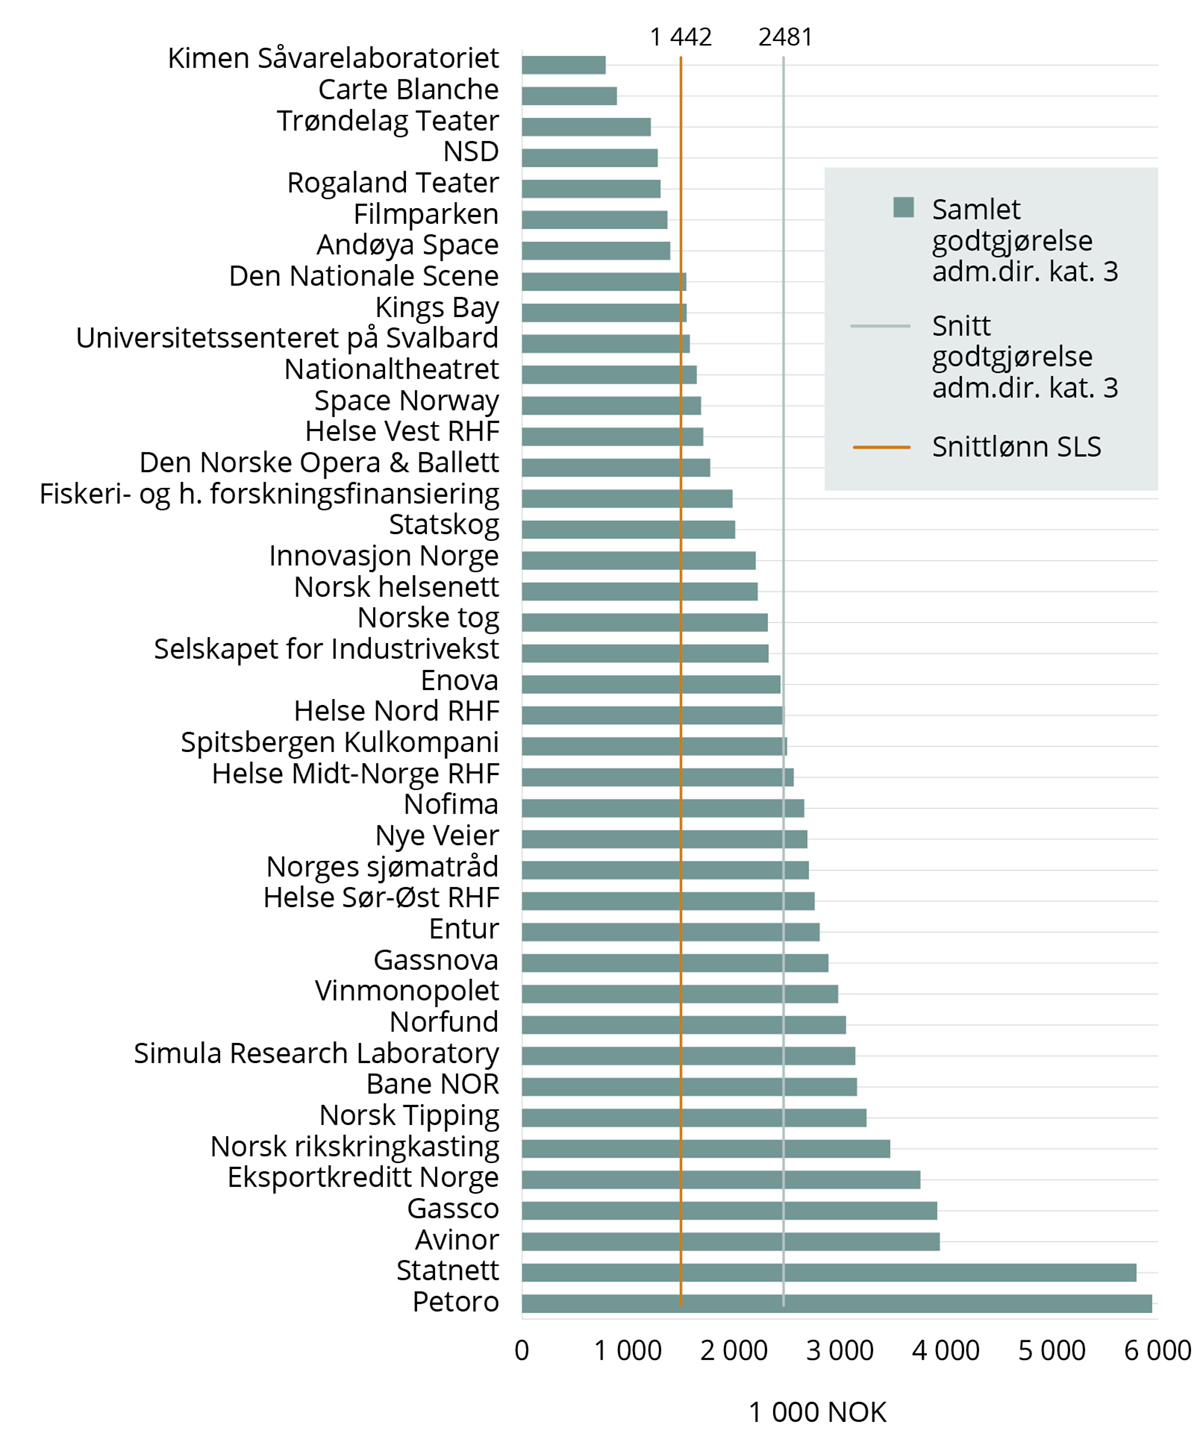 1 442
2481
Kimen Såvarelaboratoriet
Carte Blanche
Trøndelag Teater
NSD
Rogaland Teater
Filmparken
Andøya Space
Den Nationale Scene
Kings Bay
Universitetssenteret på Svalbard
Nationaltheatret
Space Norway
Helse Vest RHF
Den Norske Opera & Ballett
Fiskeri- og h. forskningsfinansiering
Statskog
Innovasjon Norge
Norsk helsenett
Norske tog
Selskapet for Industrivekst
Enova
Helse Nord RHF
Spitsbergen Kulkompani
Helse Midt-Norge RHF
Nofima
Nye Veier
Norges sjømatråd
Helse Sør-Øst RHF
Entur
Gassnova
Vinmonopolet
Norfund
Simula Research Laboratory
Bane NOR
Norsk Tipping
Norsk rikskringkasting
Eksportkreditt Norge
Gassco
Avinor
Statnett
Petoro
Samlet
godtgjørelse
adm.dir. kat. 3
Snitt
godtgjørelse
adm.dir. kat. 3
Snittlønn SLS
0 1 000 2 000 3 000 4 000 5 000 6 000
1 000 NOK